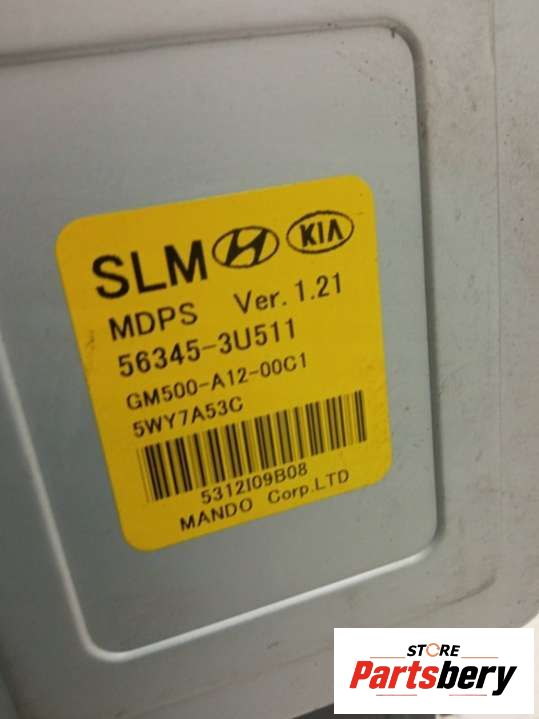 SLM H KIA
MDPS Ver. 1.21
56345-3U511
GM500-A12-00C1
5WY7A53C
5312I09B08
MANDO Corp.LTD
STORE
Partsbery